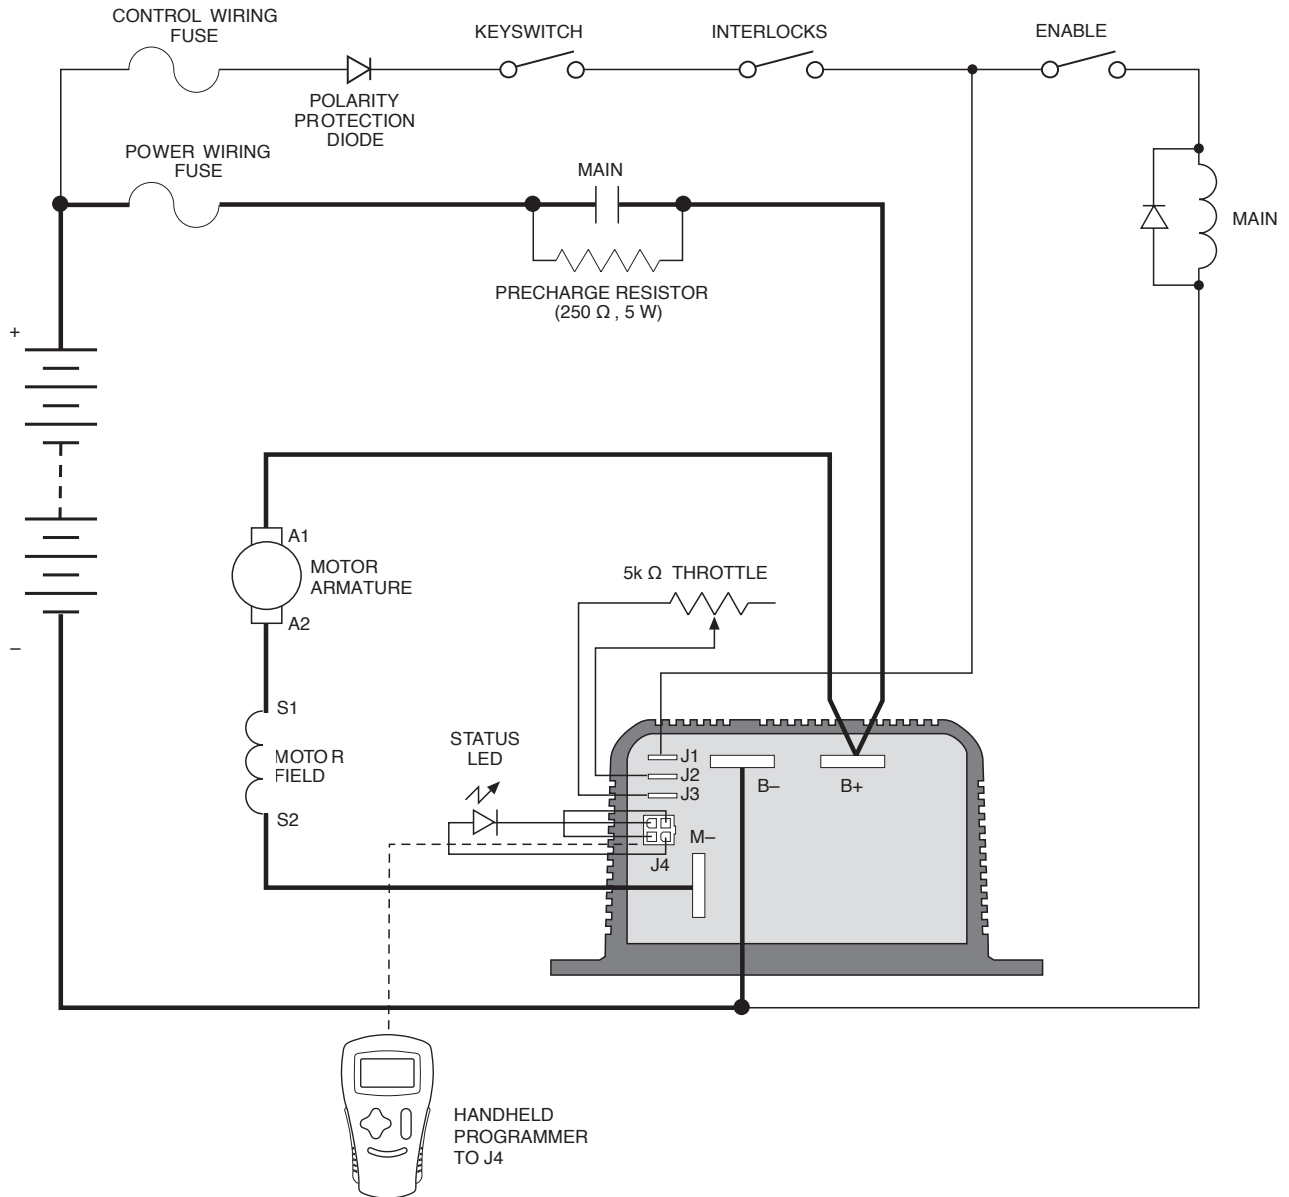 CONTROL WIRING
FUSE
KEYSWITCH
INTERLOCKS
ENABLE
POLARITY
PROTECTION
DIODE
POWER WIRING
FUSE
MAIN
MAIN
PRECHARGE RESISTOR
(250 Ω , 5 W)
+
–
A1
MOTOR
ARMATURE
A2
5k Ω THROTTLE
S1
MOTOR
FIELD
S2
STATUS
LED
J1
J2
J3
B–
B+
M–
J4
HANDHELD
PROGRAMMER
TO J4